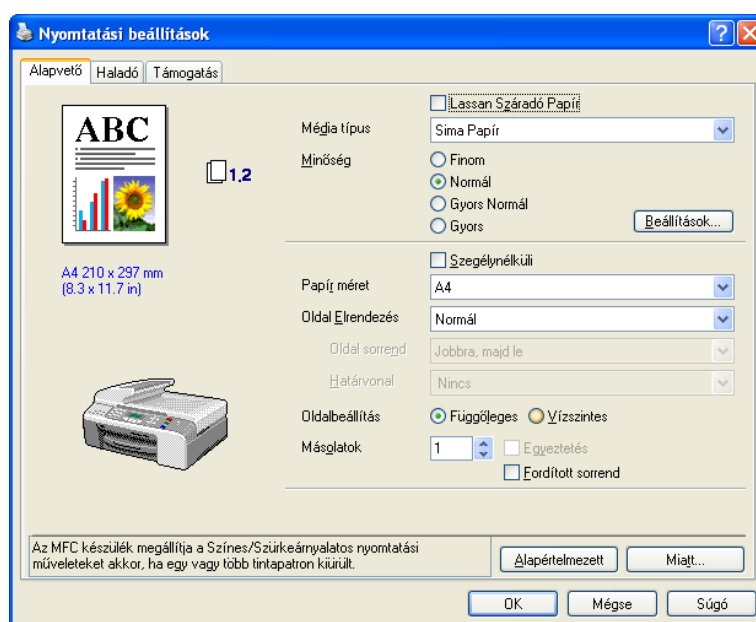 Nyomtatási beállítások
Alapvető Haladó Támogatás
ABC
1.2
A4 210 x 297 mm
(8.3 x 11.7 in)
Lassan Száradó Papír
Média típus Sima Papír
Minőség Finom
Normál
Gyors Normál
Gyors Beállítások...
Szegélynélküli
Papír méret A4
Oldal Elrendezés Normál
Oldal sorrend Jobbra, majd le
Határvonal Nincs
Oldalbeállítás Függőleges Vízszintes
Másolatok 1 Egyeztetés
Fordított sorrend
Az MFC készülék megállítja a Színes/Szürkeárnyalatos nyomtatási
műveleteket akkor, ha egy vagy több tintapatron kiürült.
Alapértelmezett Miatt...
OK Mégse Súgó